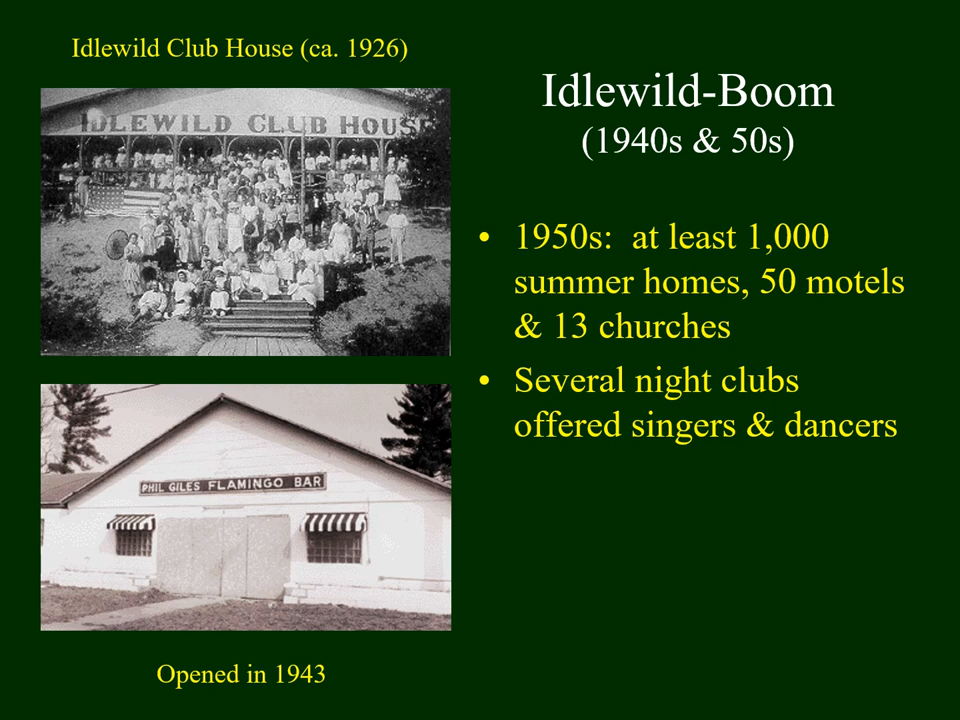 Idlewild Club House (ca. 1926)
IDLEWILD CLUB HOUSE
Idlewild-Boom
(1940s & 50s)
• 1950s: at least 1,000
summer homes, 50 motels
& 13 churches
• Several night clubs
offered singers & dancers
PHIL GILES FLAMINGO BAR
Opened in 1943